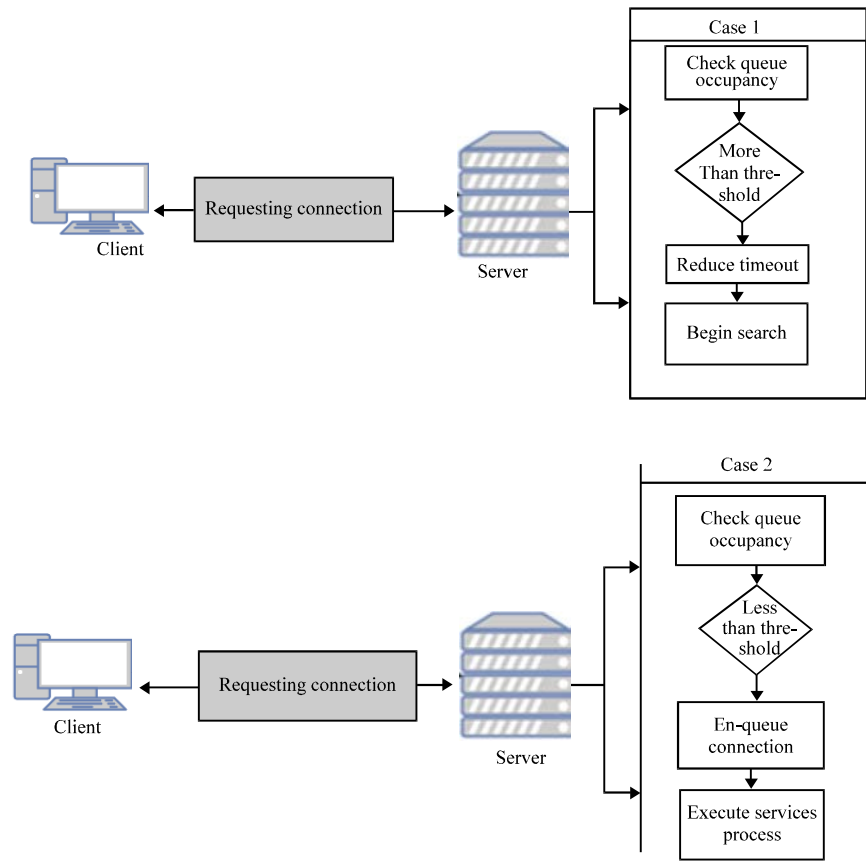 Case 1
Check queue
occupancy
More
Than thre-
shold
Requesting connection
Client
Server
Reduce timeout
Begin search
Case 2
Check queue
occupancy
Less
than thre-
shold
Requesting connection
Client
Server
En-queue
connection
Execute services
process